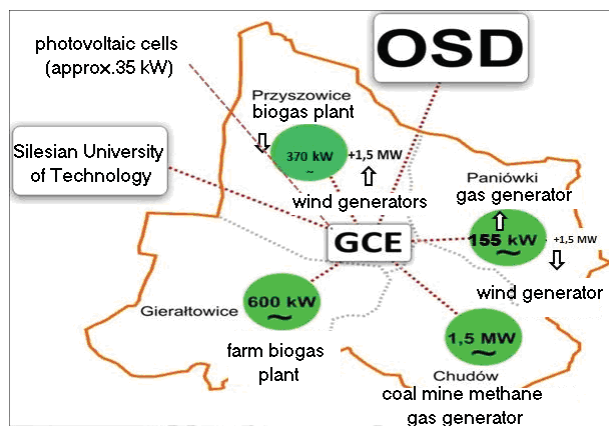 photovoltaic cells
(approx.35 kW)
OSD
Przyszowice
biogas plant
370 kW
~
+1,5 MW
wind generators
Silesian University
of Technology
Paniówki
gas generator
155 kW
~
+1,5 MW
wind generator
GCE
600 kW
~
Gierałtowice
farm biogas
plant
1,5 MW
~
Chudów
coal mine methane
gas generator